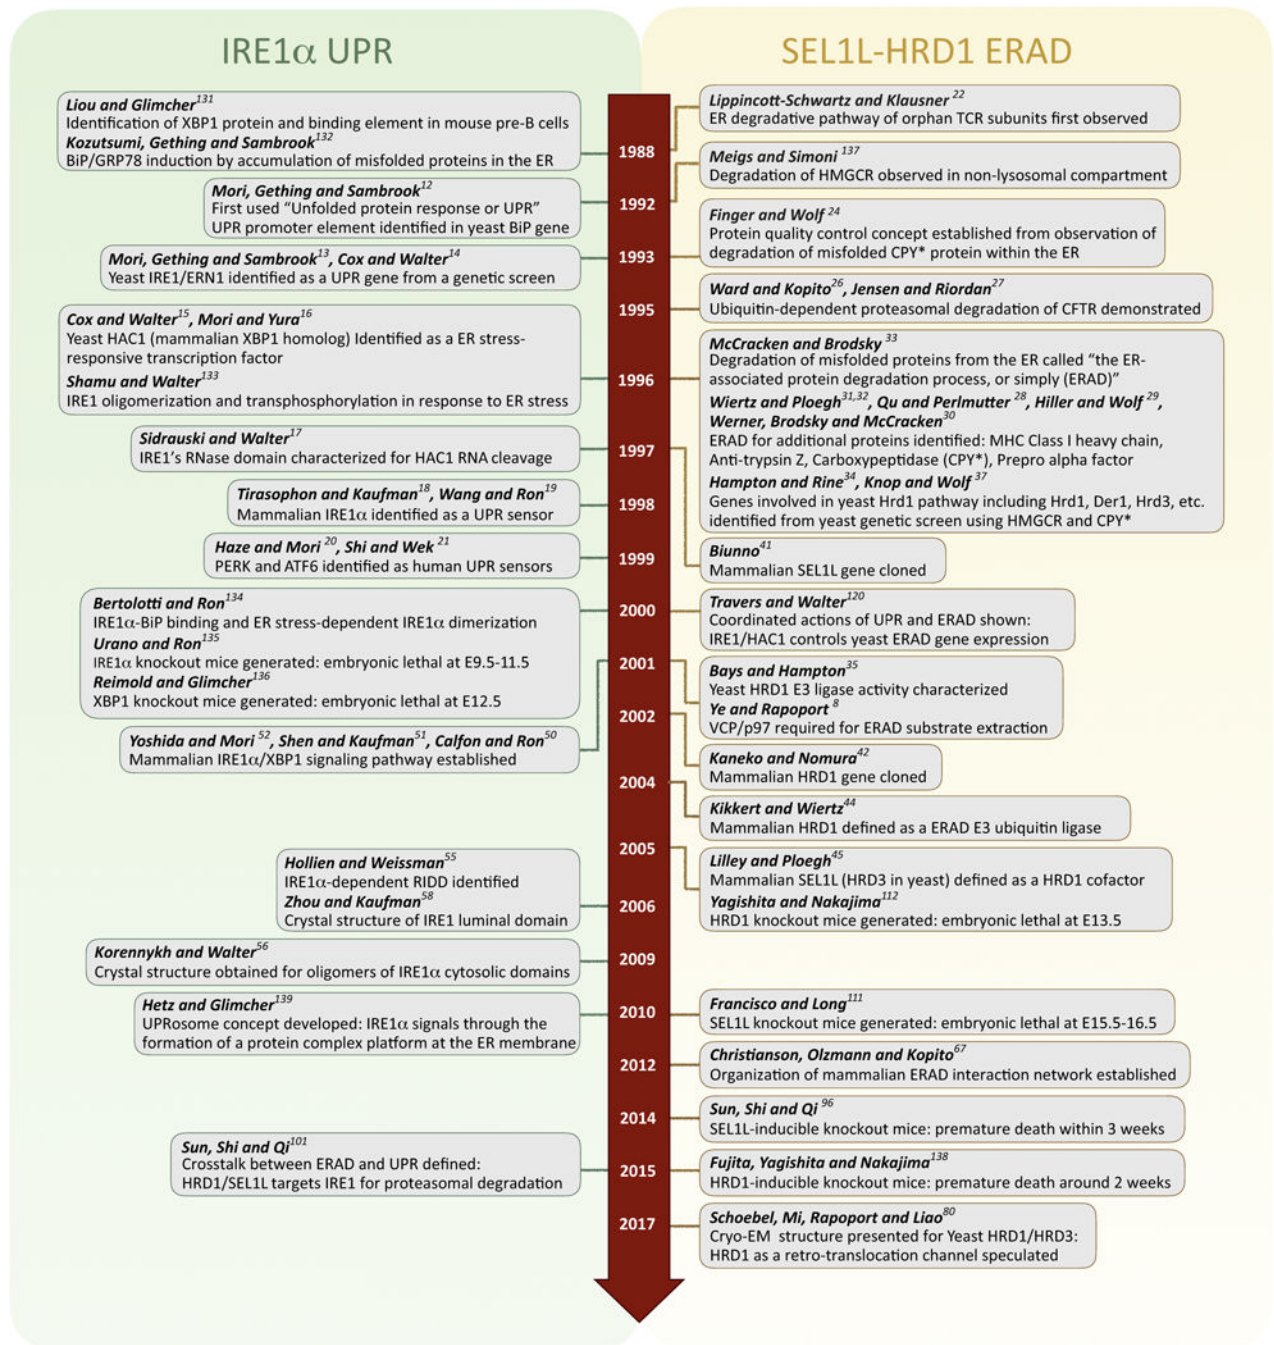 IRE1α UPR
Liou and Glimcher131
Identification of XBP1 protein and binding element in mouse pre-B cells
Kozutsumi, Gething and Sambrook132
BiP/GRP78 induction by accumulation of misfolded proteins in the ER
Mori, Gething and Sambrook12
First used “Unfolded protein response or UPR”
UPR promoter element identified in yeast BiP gene
Mori, Gething and Sambrook13, Cox and Walter14
Yeast IRE1/ERN1 identified as a UPR gene from a genetic screen
Cox and Walter15, Mori and Yura16
Yeast HAC1 (mammalian XBP1 homolog) Identified as a ER stress-
responsive transcription factor
Shamu and Walter133
IRE1 oligomerization and transphosphorylation in response to ER stress
Sidrauski and Walter17
IRE1’s RNase domain characterized for HAC1 RNA cleavage
Tirasophon and Kaufman18, Wang and Ron19
Mammalian IRE1α identified as a UPR sensor
Haze and Mori 20, Shi and Wek 21
PERK and ATF6 identified as human UPR sensors
Bertolotti and Ron134
IRE1α-BiP binding and ER stress-dependent IRE1α dimerization
Urano and Ron135
IRE1α knockout mice generated: embryonic lethal at E9.5-11.5
Reimold and Glimcher136
XBP1 knockout mice generated: embryonic lethal at E12.5
Yoshida and Mori 52, Shen and Kaufman51, Calfon and Ron50
Mammalian IRE1α/XBP1 signaling pathway established
Hollien and Weissman55
IRE1α-dependent RIDD identified
Zhou and Kaufman58
Crystal structure of IRE1 luminal domain
Korennykh and Walter56
Crystal structure obtained for oligomers of IRE1α cytosolic domains
Hetz and Glimcher139
UPRosome concept developed: IRE1α signals through the
formation of a protein complex platform at the ER membrane
Sun, Shi and Qi101
Crosstalk between ERAD and UPR defined:
HRD1/SEL1L targets IRE1 for proteasomal degradation
1988
1992
1993
1995
1996
1997
1998
1999
2000
2001
2002
2004
2005
2006
2009
2010
2012
2014
2015
2017
SEL1L-HRD1 ERAD
Lippincott-Schwartz and Klausner 22
ER degradative pathway of orphan TCR subunits first observed
Meigs and Simoni 137
Degradation of HMGCR observed in non-lysosomal compartment
Finger and Wolf 24
Protein quality control concept established from observation of
degradation of misfolded CPY* protein within the ER
Ward and Kopito26, Jensen and Riordan27
Ubiquitin-dependent proteasomal degradation of CFTR demonstrated
McCracken and Brodsky 33
Degradation of misfolded proteins from the ER called “the ER-
associated protein degradation process, or simply (ERAD)”
Wiertz and Ploegh31,32, Qu and Perlmutter 28, Hiller and Wolf 29,
Werner, Brodsky and McCracken30
ERAD for additional proteins identified: MHC Class I heavy chain,
Anti-trypsin Z, Carboxypeptidase (CPY*), Prepro alpha factor
Hampton and Rine34, Knop and Wolf 37
Genes involved in yeast Hrd1 pathway including Hrd1, Der1, Hrd3, etc.
identified from yeast genetic screen using HMGCR and CPY*
Biunno41
Mammalian SEL1L gene cloned
Travers and Walter120
Coordinated actions of UPR and ERAD shown:
IRE1/HAC1 controls yeast ERAD gene expression
Bays and Hampton35
Yeast HRD1 E3 ligase activity characterized
Ye and Rapoport 8
VCP/p97 required for ERAD substrate extraction
Kaneko and Nomura42
Mammalian HRD1 gene cloned
Kikkert and Wiertz44
Mammalian HRD1 defined as a ERAD E3 ubiquitin ligase
Lilley and Ploegh45
Mammalian SEL1L (HRD3 in yeast) defined as a HRD1 cofactor
Yagishita and Nakajima112
HRD1 knockout mice generated: embryonic lethal at E13.5
Francisco and Long111
SEL1L knockout mice generated: embryonic lethal at E15.5-16.5
Christianson, Olzmann and Kopito67
Organization of mammalian ERAD interaction network established
Sun, Shi and Qi 96
SEL1L-inducible knockout mice: premature death within 3 weeks
Fujita, Yagishita and Nakajima138
HRD1-inducible knockout mice: premature death around 2 weeks
Schoebel, Mi, Rapoport and Liao80
Cryo-EM structure presented for Yeast HRD1/HRD3:
HRD1 as a retro-translocation channel speculated